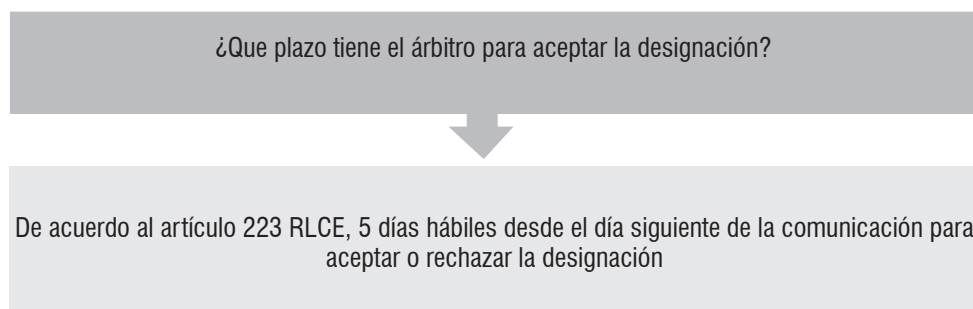 ¿Que plazo tiene el árbitro para aceptar la designación?
De acuerdo al artículo 223 RLCE, 5 días hábiles desde el día siguiente de la comunicación para
aceptar o rechazar la designación